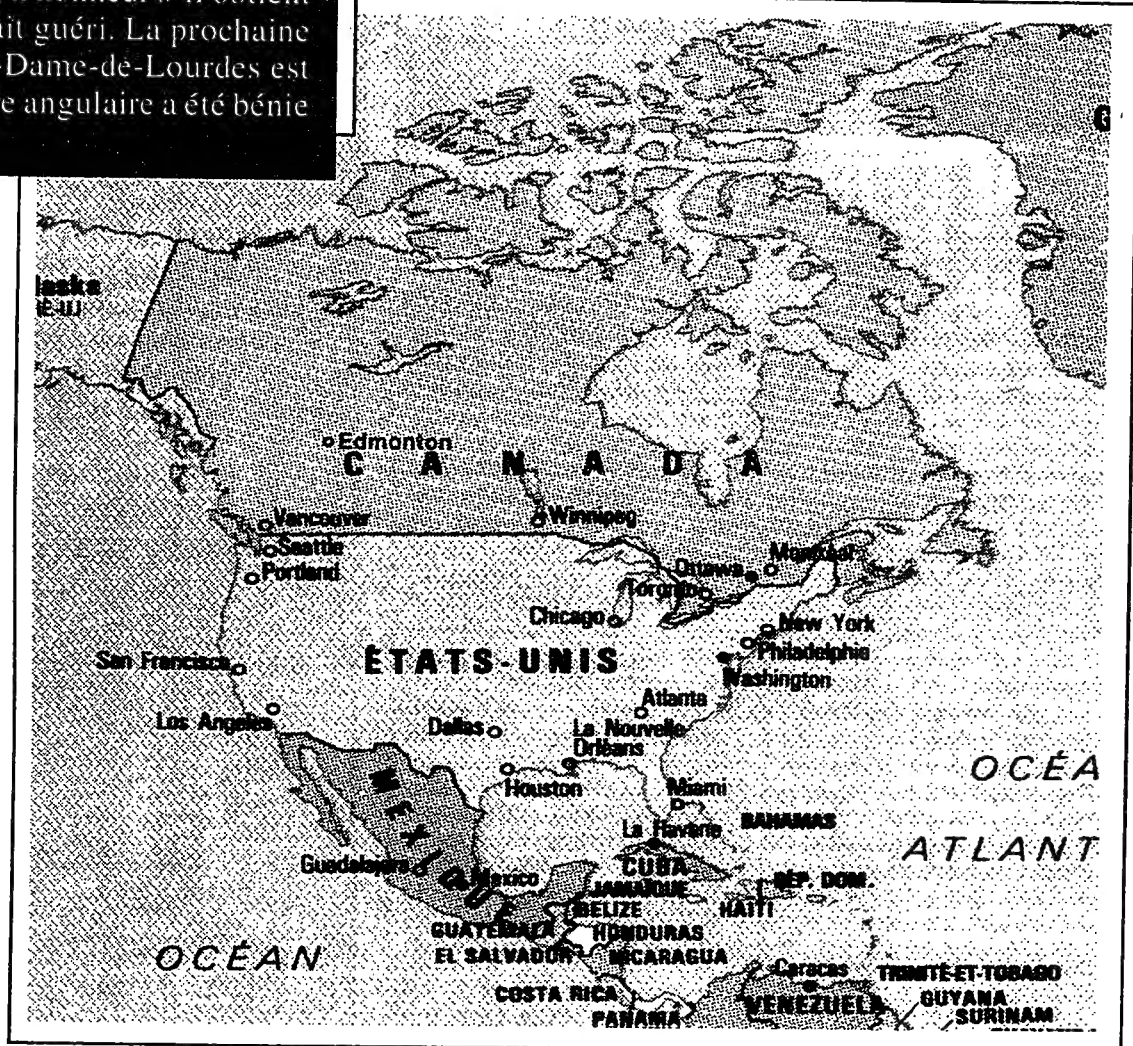 ait guéri. La prochaine
-Dame-de-Lourdes est
e angulaire a été bénie
G
laska
(É-U)
Edmonton
CANADA
Vancouver
Winnipeg
Seattle
Portland
Montréal
Ottawa
Toronto
Chicago
New York
Philadelphie
San Francisco
ÉTATS-UNIS
Washington
Los Angeles
Atlanta
Dallas
La Nouvelle
Orléans
Houston
OCÉA
Miami
MEXIQUE
La Havane
BAHAMAS
ATLANT
Guadalajara
Mexico
CUBA
RÉP. DOM.
JAMAÏQUE
BELIZE
HAÏTI
GUATEMALA
HONDURAS
OCÉAN
EL SALVADOR
NICARAGUA
Caracas
TRINITÉ-ET-TOBAGO
COSTA RICA
VENEZUELA
GUYANA
PANAMA
SURINAM